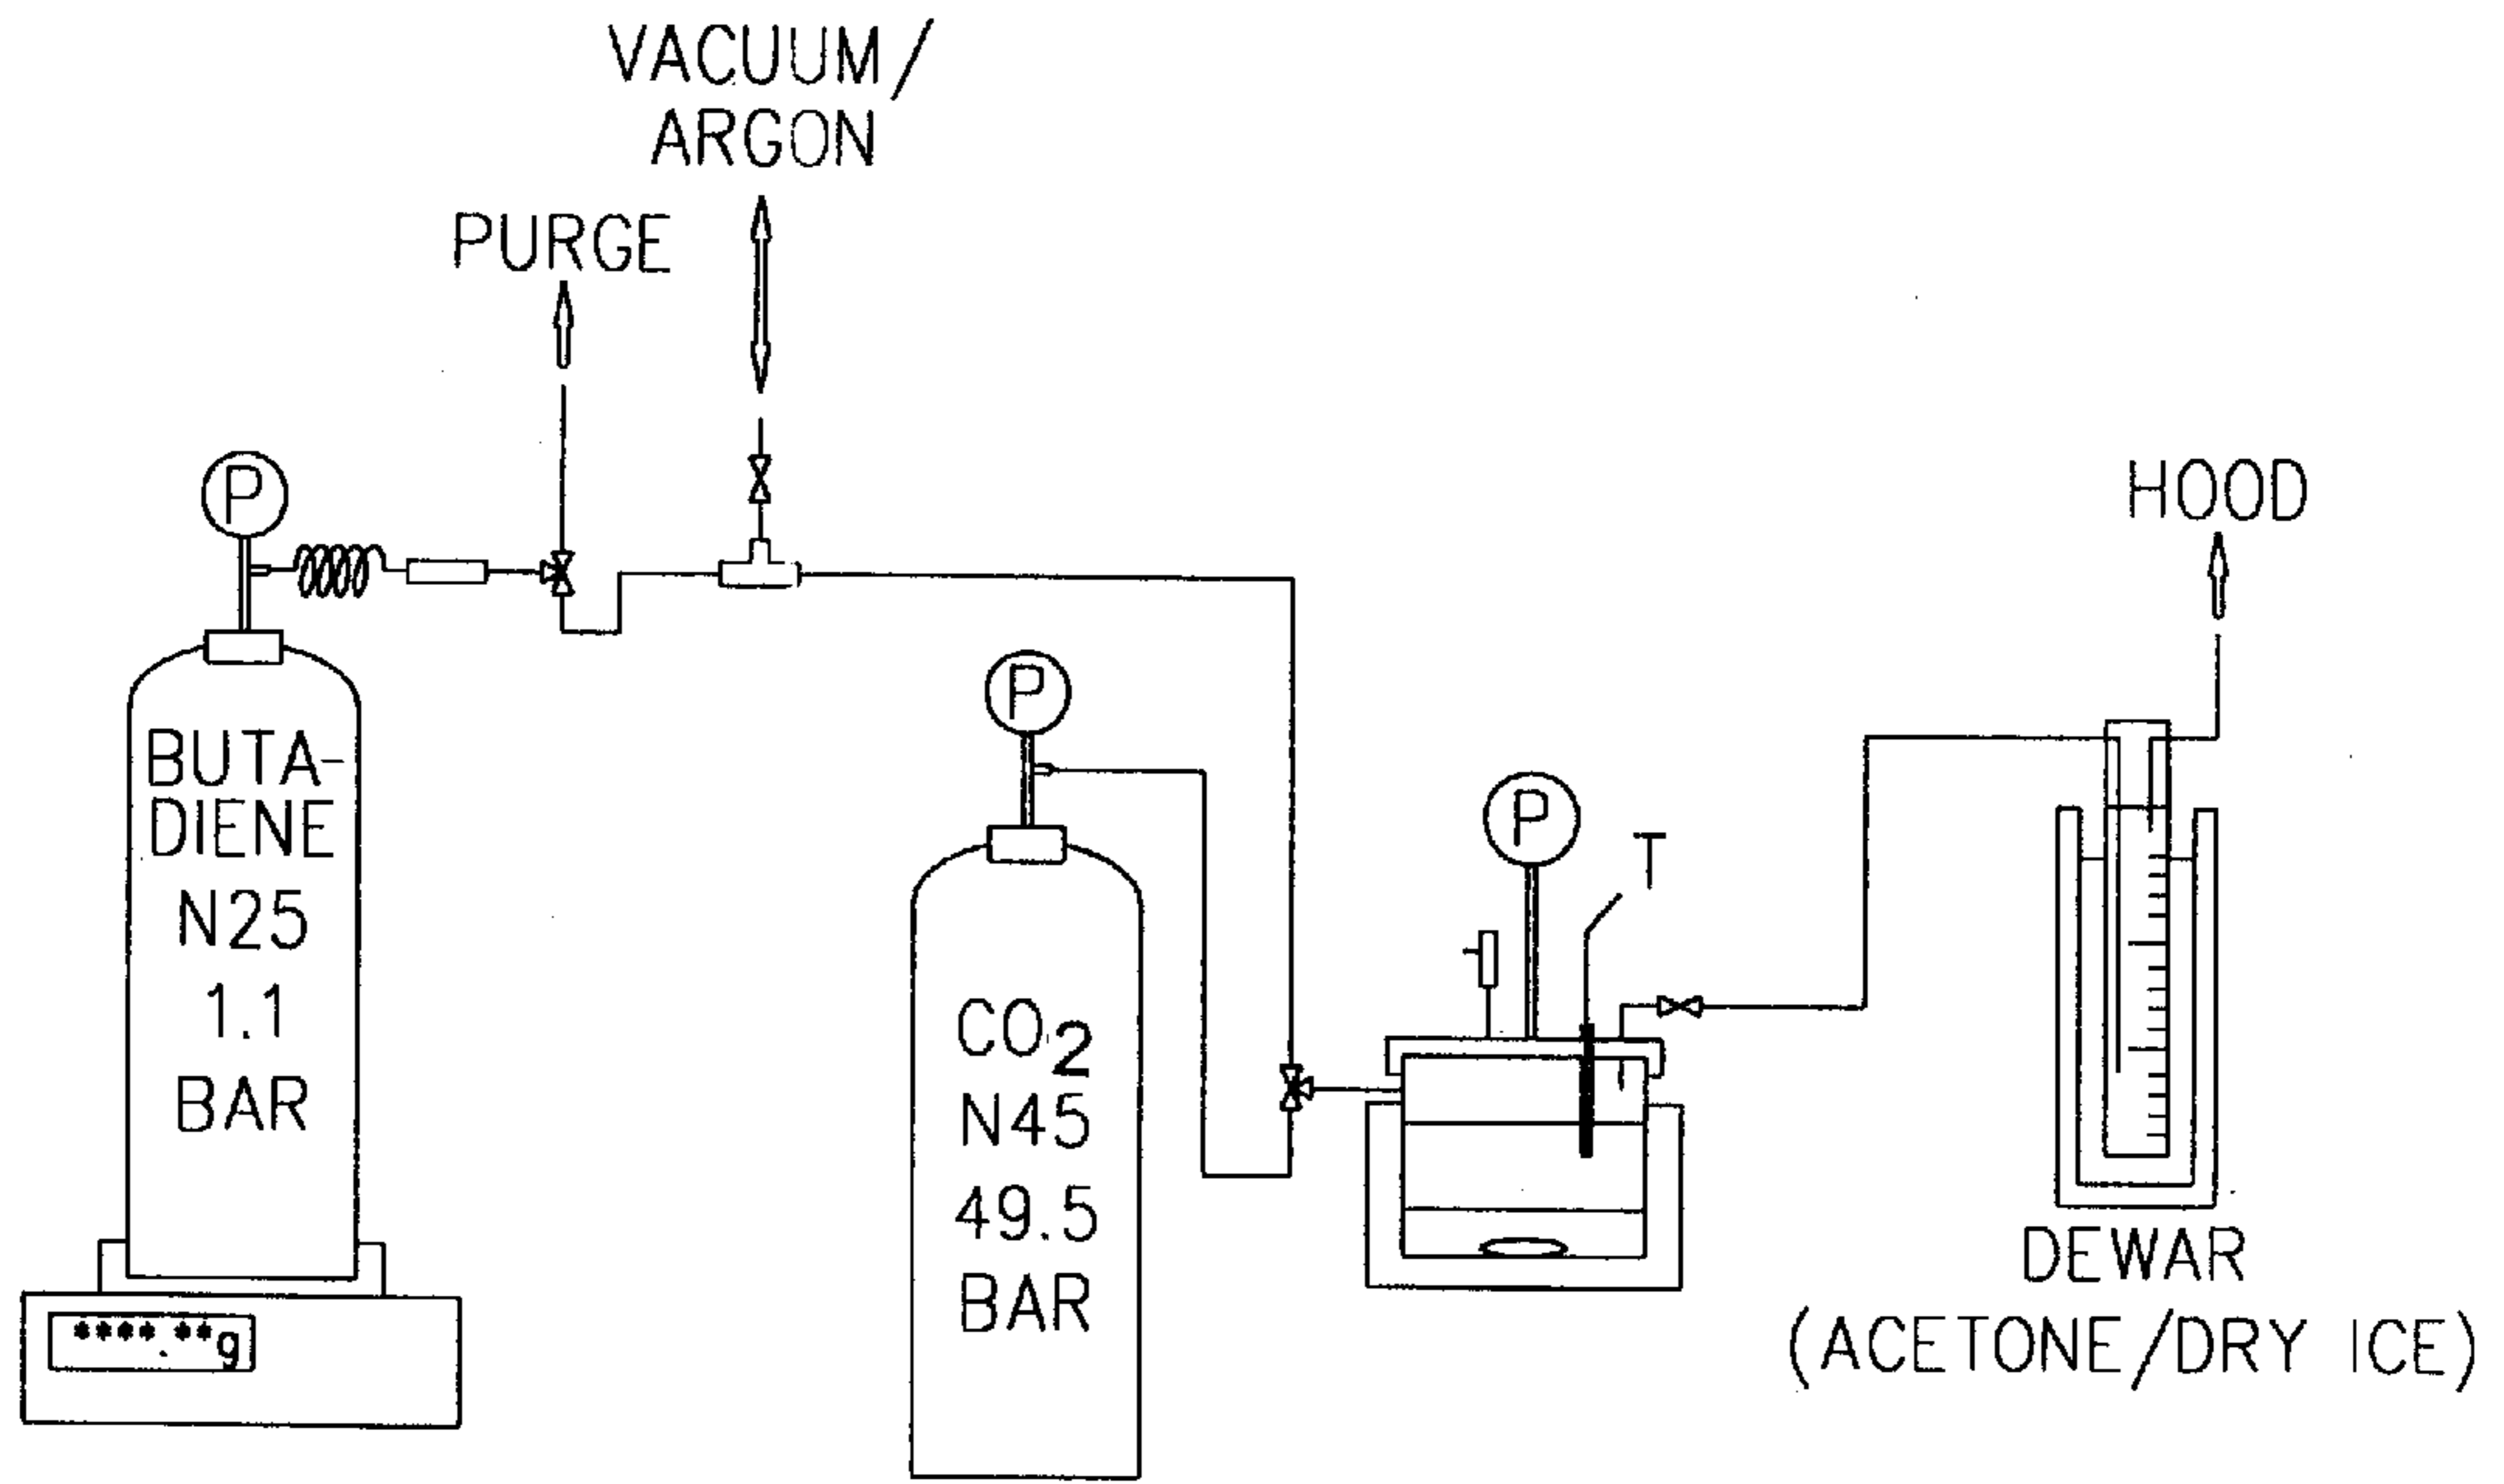 VACUUM/
ARGON
PURGE
P
HOOD
P
BUTA-
DIENE
N25
1.1
BAR
P
T
CO2
N45
49.5
BAR
****.**g
DEWAR
(ACETONE/DRY ICE)